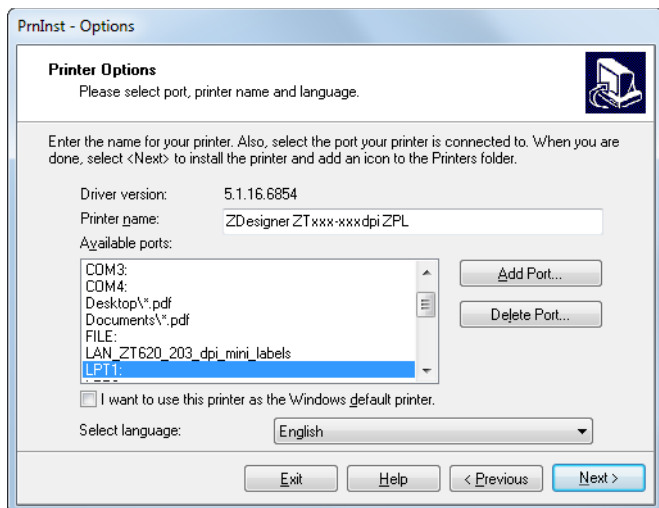 PrnInst - Options
Printer Options
Please select port, printer name and language.
Enter the name for your printer. Also, select the port your printer is connected to. When you are
done, select <Next> to install the printer and add an icon to the Printers folder.
Driver version: 5.1.16.6854
Printer name: ZDesigner ZTxxx-xxxdpi ZPL
Available ports:
COM3:
COM4:
Desktop\*.pdf
Documents\*.pdf
FILE:
LAN_ZT620_203_dpi_mini_labels
LPT1:
Add Port...
Delete Port...
I want to use this printer as the Windows default printer.
Select language: English
Exit Help < Previous Next >